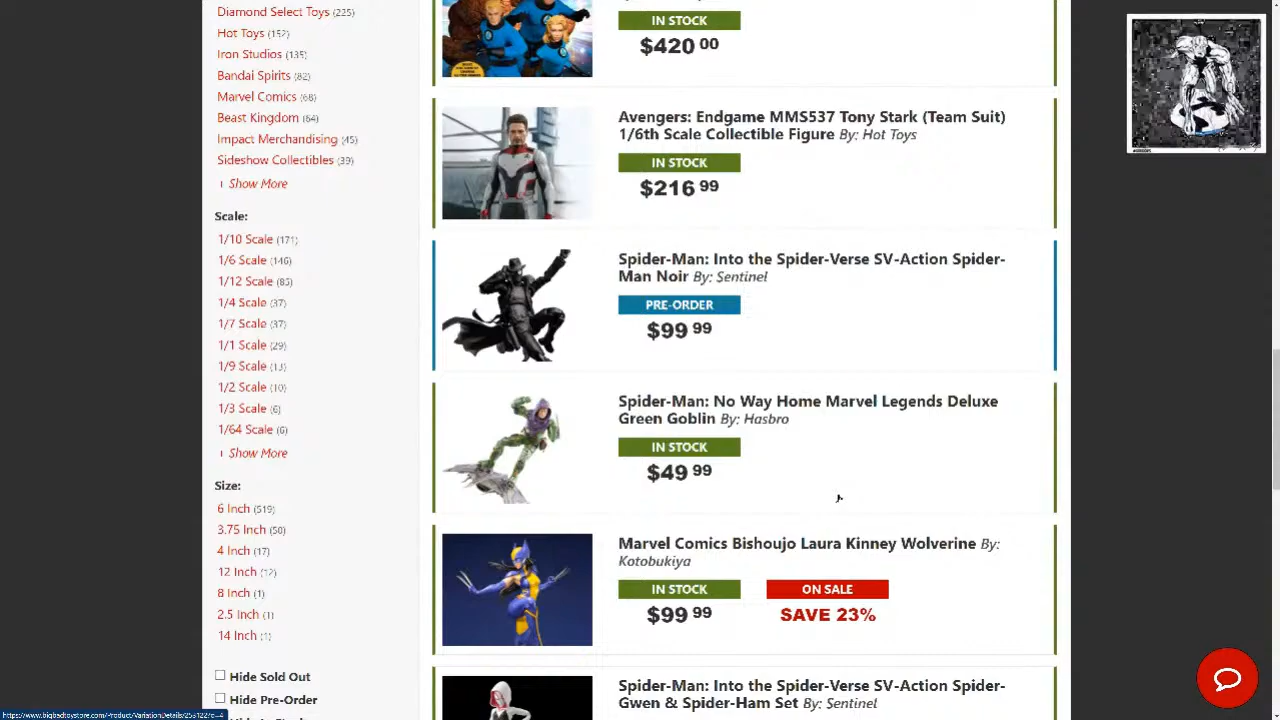 Diamond Select Toys (225)
Hot Toys (152)
Iron Studios (135)
Bandai Spirits (82)
Marvel Comics (68)
Beast Kingdom (64)
Impact Merchandising (45)
Sideshow Collectibles (39)
Show More
Scale:
1/10 Scale (171)
1/6 Scale (146)
1/12 Scale (85)
1/4 Scale (37)
1/7 Scale (37)
1/1 Scale (29)
1/9 Scale (13)
1/2 Scale (10)
1/3 Scale (6)
1/64 Scale (6)
Show More
Size:
6 Inch (519)
3.75 Inch (50)
4 Inch (17)
12 Inch (12)
8 Inch (1)
2.5 Inch (1)
14 Inch (1)
Hide Sold Out
Hide Pre-Order
IN STOCK
$420 00
Avengers: Endgame MMS537 Tony Stark (Team Suit)
1/6th Scale Collectible Figure By: Hot Toys
IN STOCK
$216 99
Spider-Man: Into the Spider-Verse SV-Action Spider-
Man Noir By: Sentinel
PRE-ORDER
$99 99
Spider-Man: No Way Home Marvel Legends Deluxe
Green Goblin By: Hasbro
IN STOCK
$49 99
Marvel Comics Bishoujo Laura Kinney Wolverine By:
Kotobukiya
IN STOCK ON SALE
$99 99 SAVE 23%
Spider-Man: Into the Spider-Verse SV-Action Spider-
Gwen & Spider-Ham Set By: Sentinel